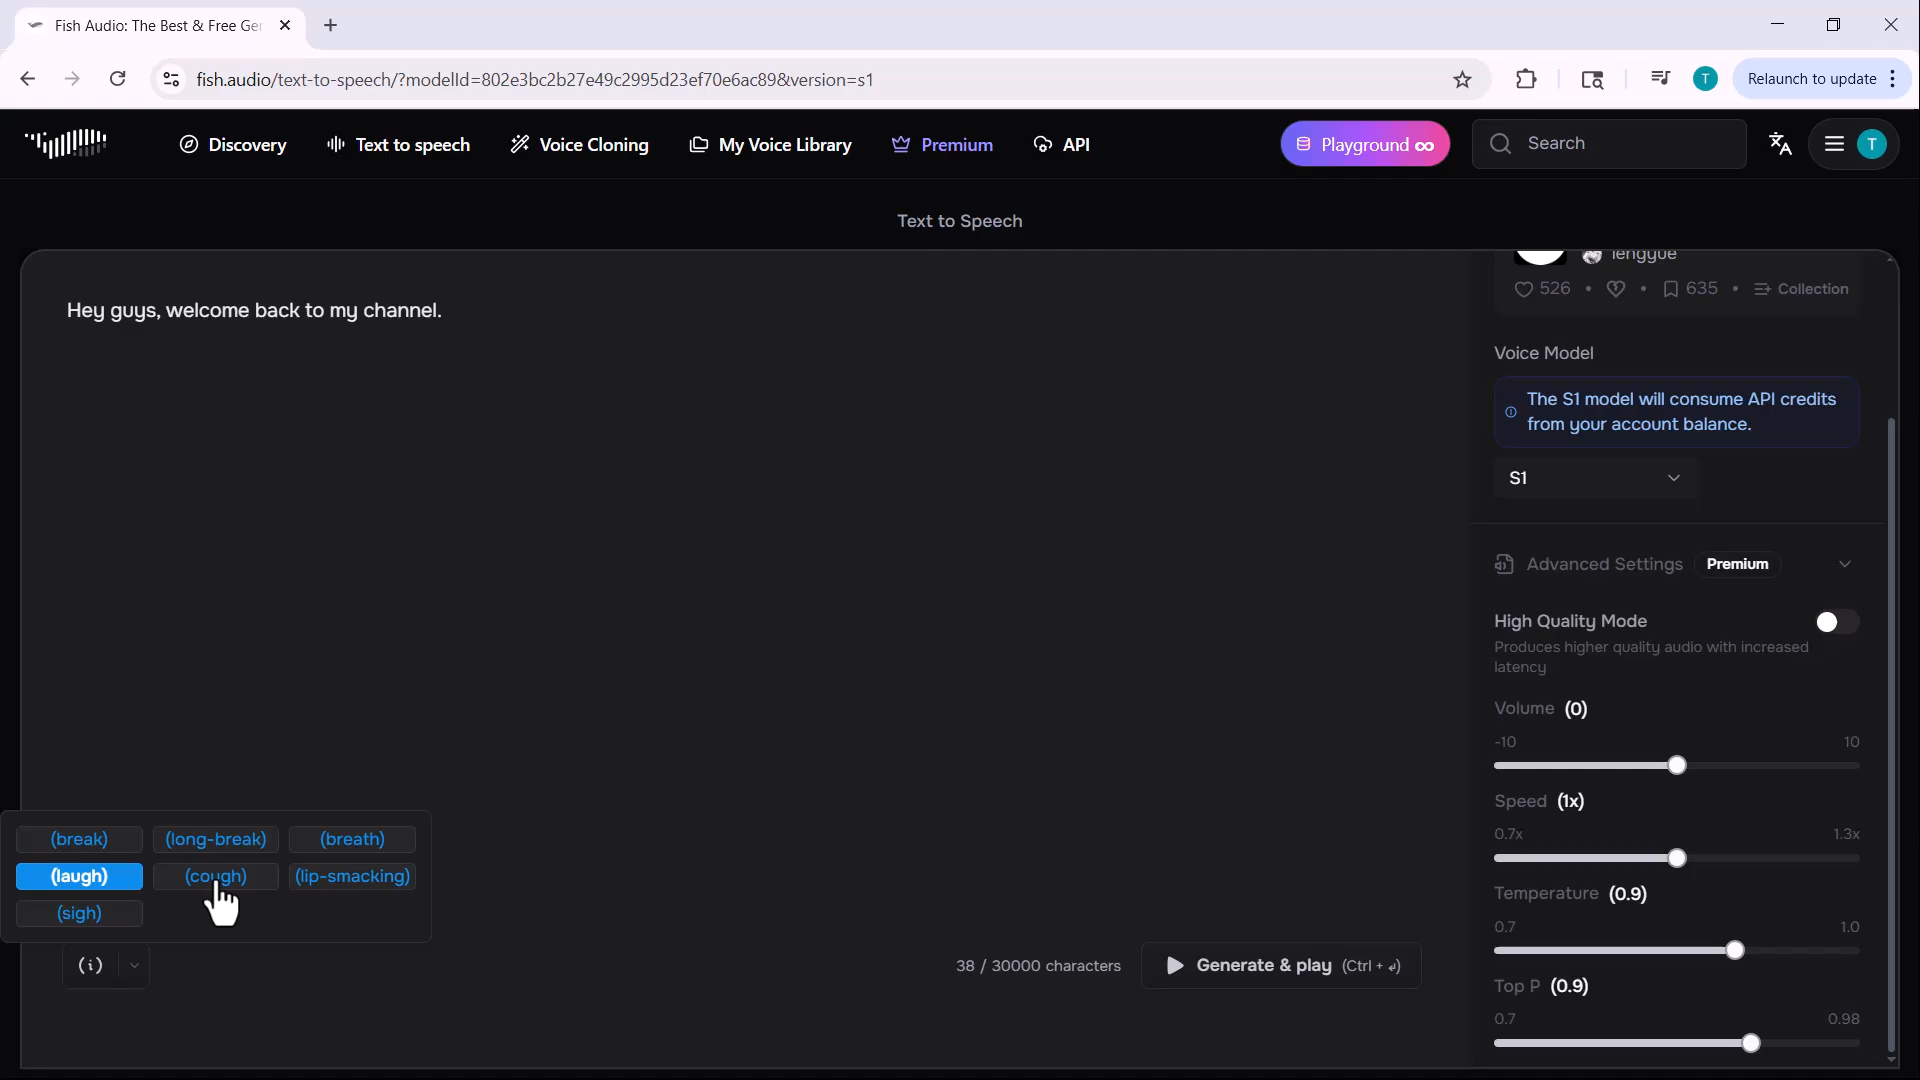 Fish Audio: The Best & Free Ger
fish.audio/text-to-speech/?modelId=802e3bc2b27e49c2995d23ef70e6ac89&version=s1
T
Relaunch to update
Discovery
Text to speech
Voice Cloning
My Voice Library
Premium
API
Playground ∞
Search
T
Text to Speech
Hey guys, welcome back to my channel.
lengyue
526 • • 635 • Collection
Voice Model
The S1 model will consume API credits
from your account balance.
S1
Advanced Settings Premium
High Quality Mode
Produces higher quality audio with increased
latency
Volume (0)
-10 10
Speed (1x)
0.7x 1.3x
Temperature (0.9)
0.7 1.0
Top P (0.9)
0.7 0.98
(break) (long-break) (breath)
(laugh) (cough) (lip-smacking)
(sigh)
(i)
38 / 30000 characters
Generate & play (Ctrl + ↲)